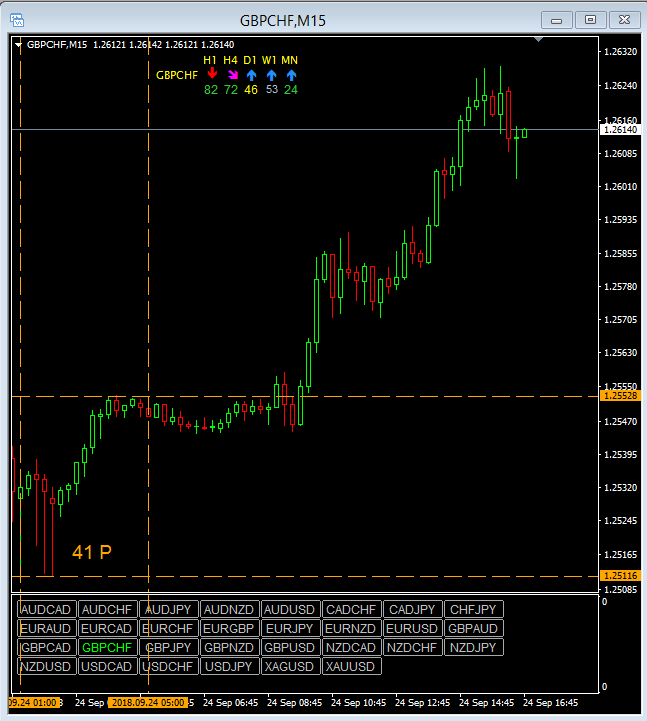 GBPCHF,M15
GBPCHF,M15 1.26121 1.26142 1.26121 1.26140
H1 H4 D1 W1 MN
GBPCHF
82 72 46 53 24
1.26320
1.26240
1.26160
1.26140
1.26085
1.26010
1.25935
1.25855
1.25780
1.25705
1.25630
1.25550
1.25528
1.25470
1.25395
1.25320
1.25245
1.25165
1.25116
1.25085
41 P
0
AUDCAD AUDCHF AUDJPY AUDNZD AUDUSD CADCHF CADJPY CHFJPY
EURAUD EURCAD EURCHF EURGBP EURJPY EURNZD EURUSD GBPAUD
GBPCAD GBPCHF GBPJPY GBPNZD GBPUSD NZDCAD NZDCHF NZDJPY
NZDUSD USDCAD USDCHF USDJPY XAGUSD XAUUSD
0
09.24 01:00 24 Sep 2018.09.24 05:00 24 Sep 06:45 24 Sep 08:45 24 Sep 10:45 24 Sep 12:45 24 Sep 14:45 24 Sep 16:45